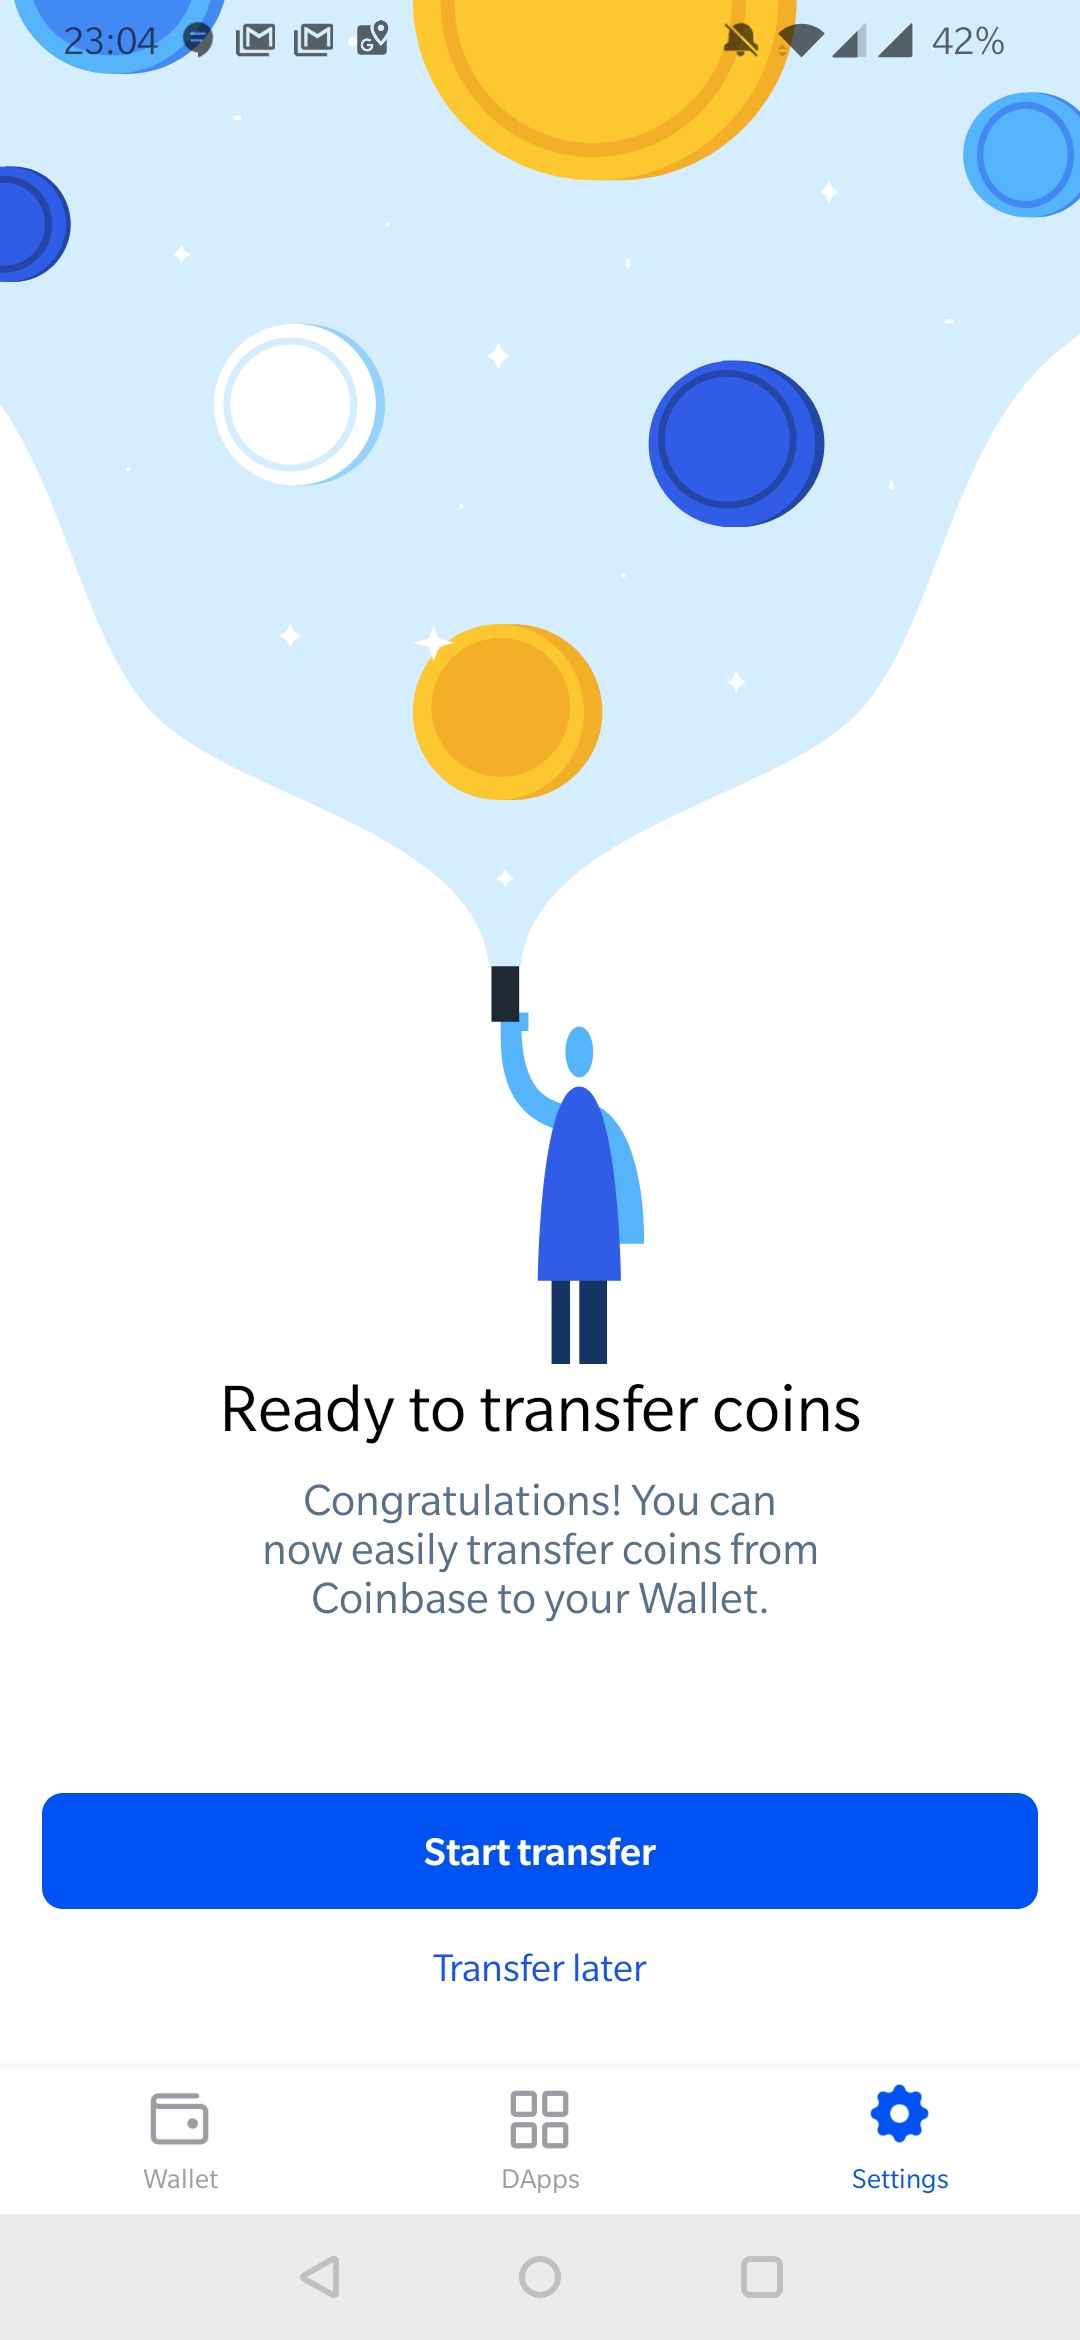 23:04 42%
Ready to transfer coins
Congratulations! You can
now easily transfer coins from
Coinbase to your Wallet.
Start transfer
Transfer later
Wallet DApps Settings